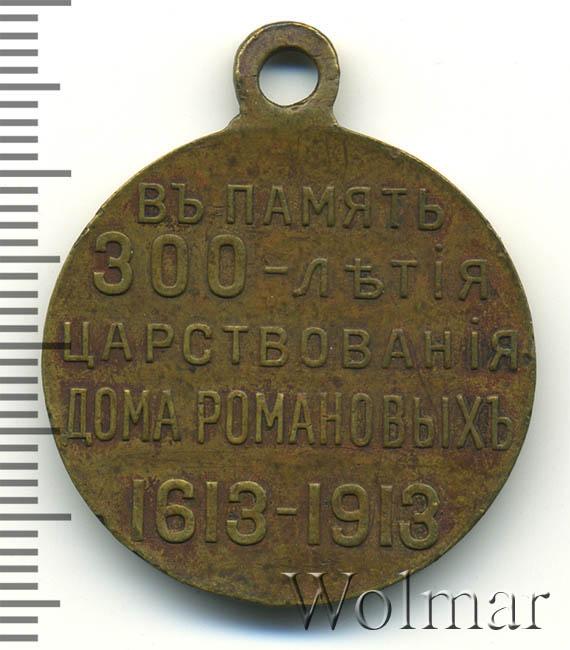 ВЪ ПАМЯТЬ
300-ЛѢТІЯ
ЦАРСТВОВАНІЯ
ДОМА РОМАНОВЫХЪ
1613-1913
Wolmar